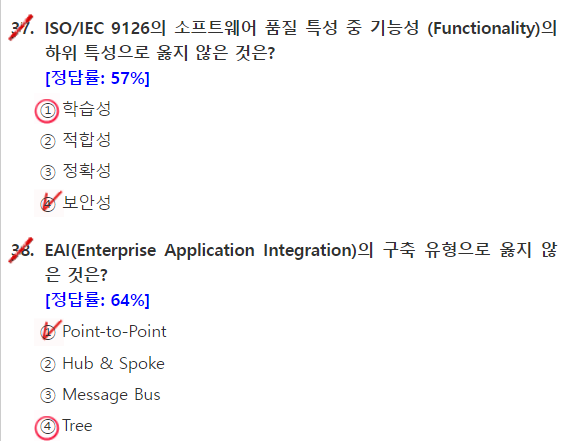 37. ISO/IEC 9126의 소프트웨어 품질 특성 중 기능성 (Functionality)의
하위 특성으로 옳지 않은 것은?
[정답률: 57%]
① 학습성
② 적합성
③ 정확성
④ 보안성
38. EAI(Enterprise Application Integration)의 구축 유형으로 옳지 않
은 것은?
[정답률: 64%]
① Point-to-Point
② Hub & Spoke
③ Message Bus
④ Tree